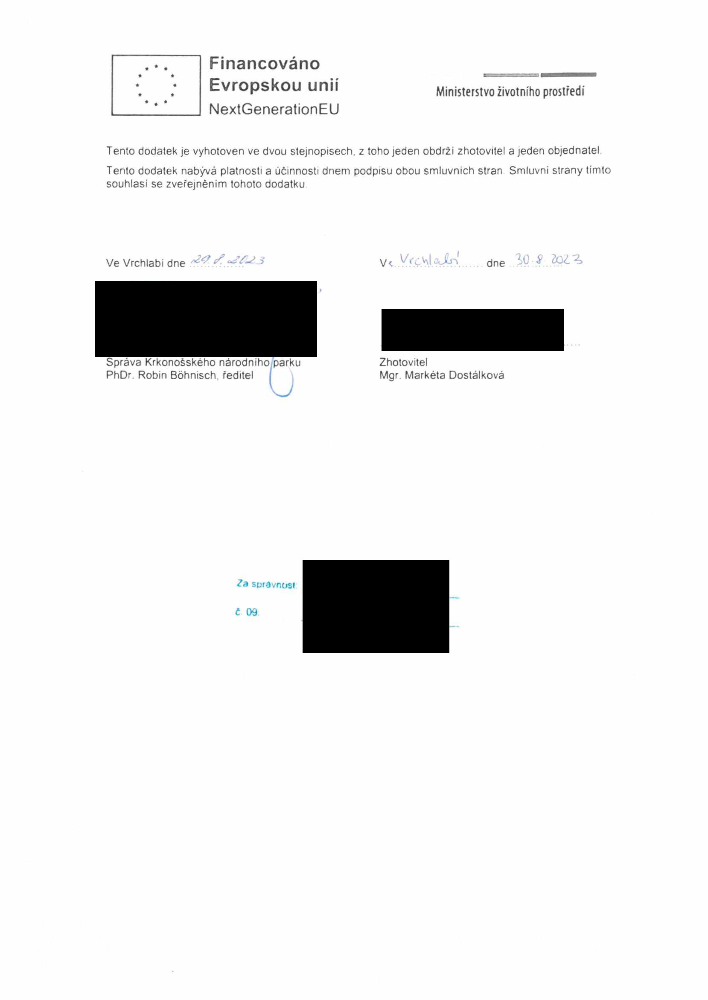 Financováno
Evropskou unií
NextGenerationEU
Ministerstvo životního prostředí
Tento dodatek je vyhotoven ve dvou stejnopisech, z toho jeden obdrží zhotovitel a jeden objednatel.
Tento dodatek nabývá platnosti a účinnosti dnem podpisu obou smluvních stran. Smluvní strany tímto
souhlasí se zveřejněním tohoto dodatku.
Ve Vrchlabí dne 29. 8. 2023
Ve Vrchlabí dne 30. 8. 2023
Správa Krkonošského národního parku
PhDr. Robin Böhnisch, ředitel
Zhotovitel
Mgr. Markéta Dostálková
Za správnost:
č. 09: